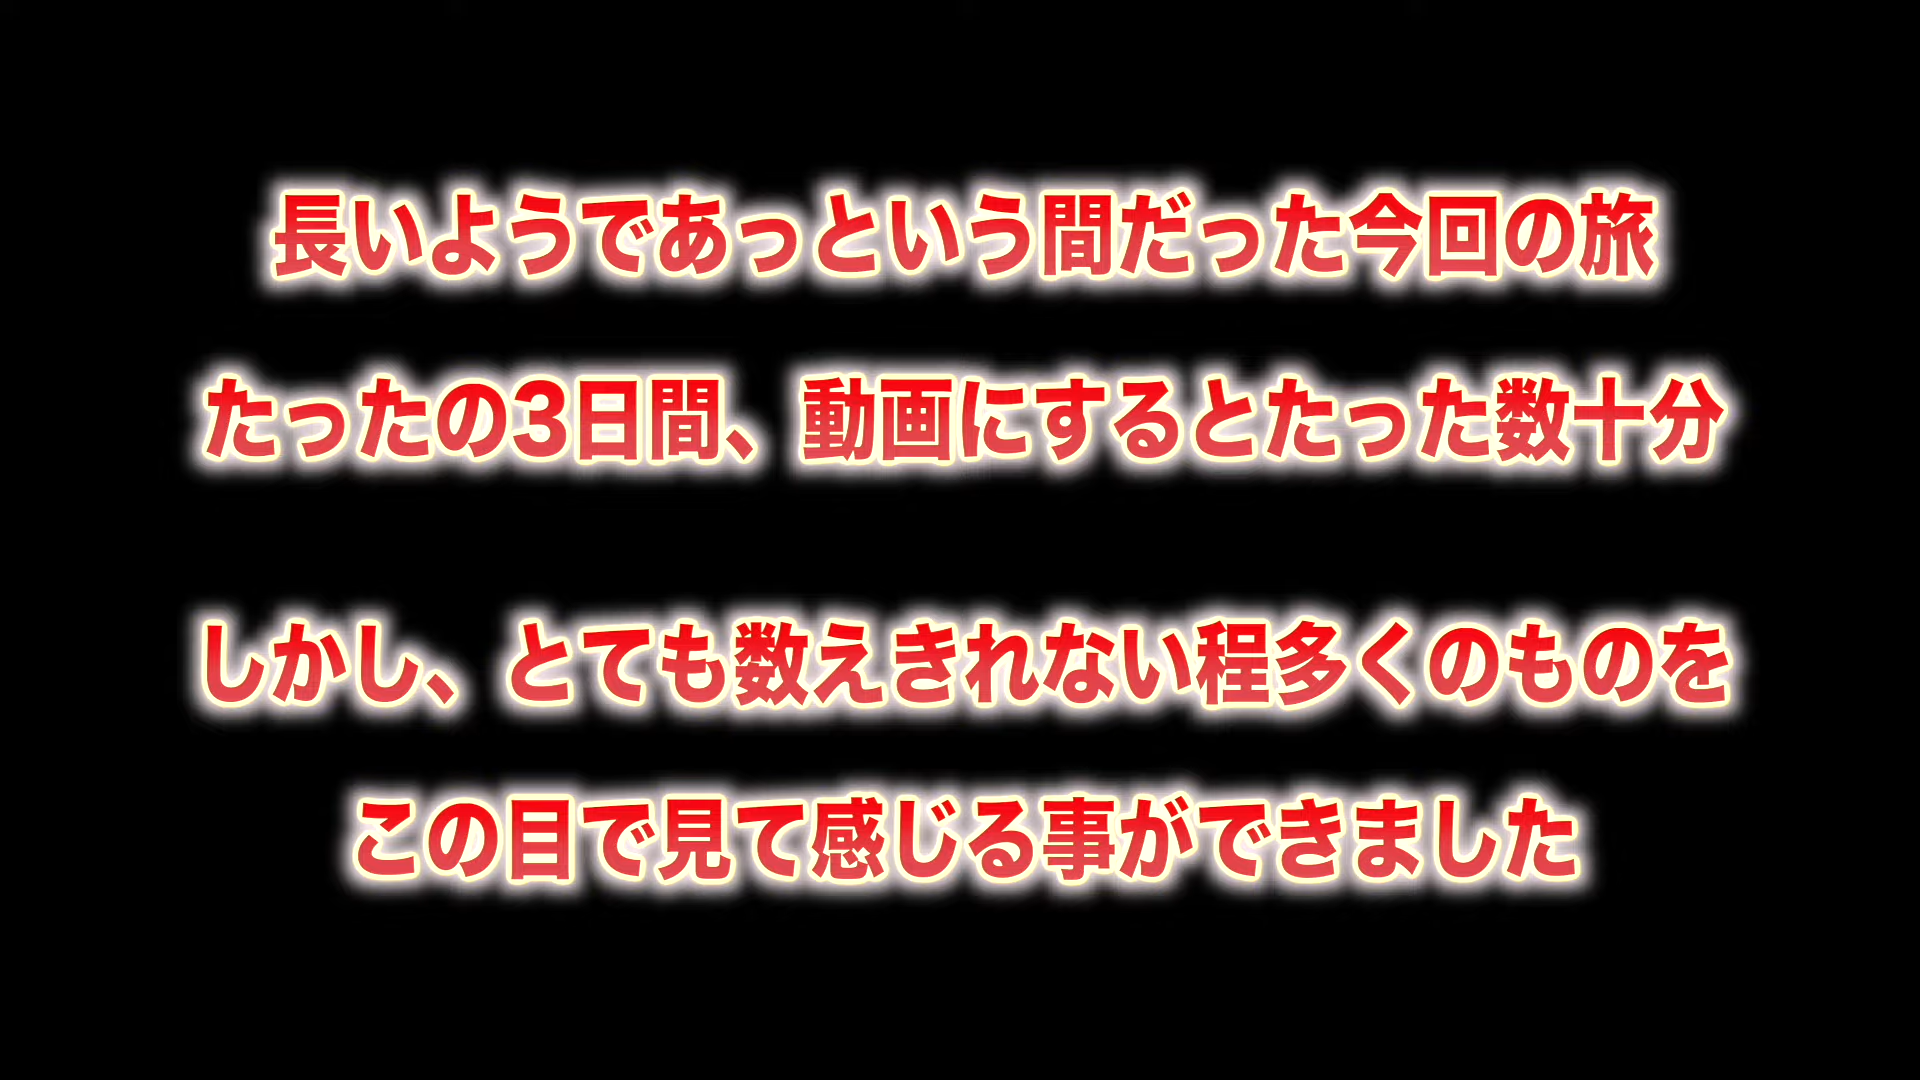 長いようであっという間だった今回の旅
たったの3日間、動画にするとたった数十分
しかし、とても数えきれない程多くのものを
この目で見て感じる事ができました